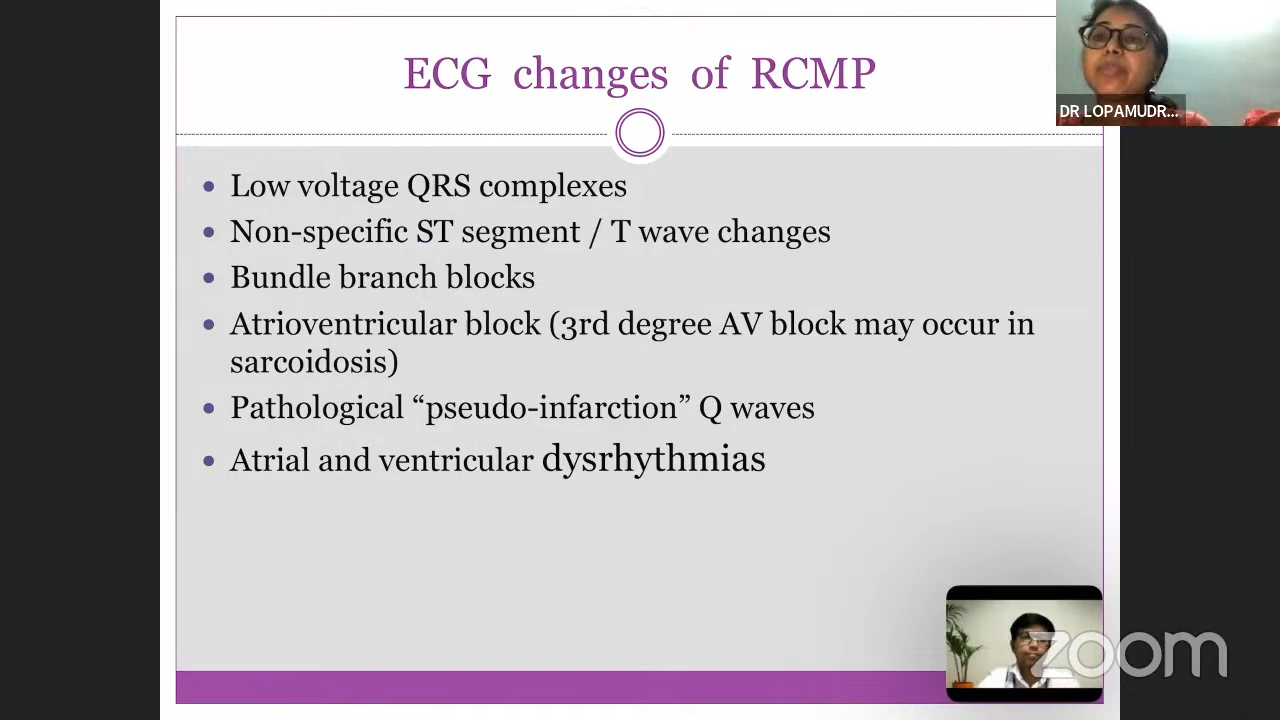 ECG changes of RCMP
DR LOPAMUDR...
Low voltage QRS complexes
Non-specific ST segment / T wave changes
Bundle branch blocks
Atrioventricular block (3rd degree AV block may occur in
sarcoidosis)
Pathological “pseudo-infarction” Q waves
Atrial and ventricular dysrhythmias
zoom